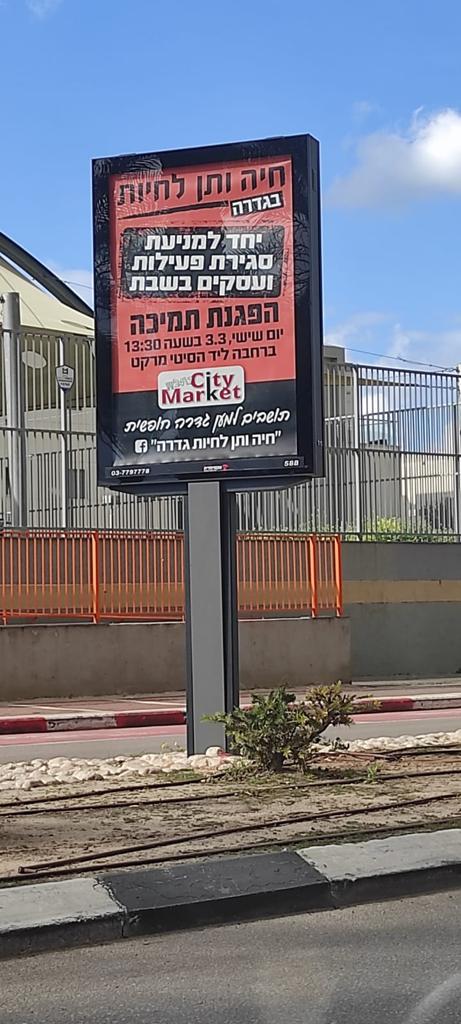 חיה ותן לחיות
בגדרה
יחד למניעת
סגירת פעילות
ועסקים בשבת
הפגנת תמיכה
יום שישי, 3.3 בשעה 13:30
ברחבה ליד הסיטי מרקט
City
Market
תושבים למען גדרה חופשית
"חיה ותן לחיות גדרה"
03-7797778
588